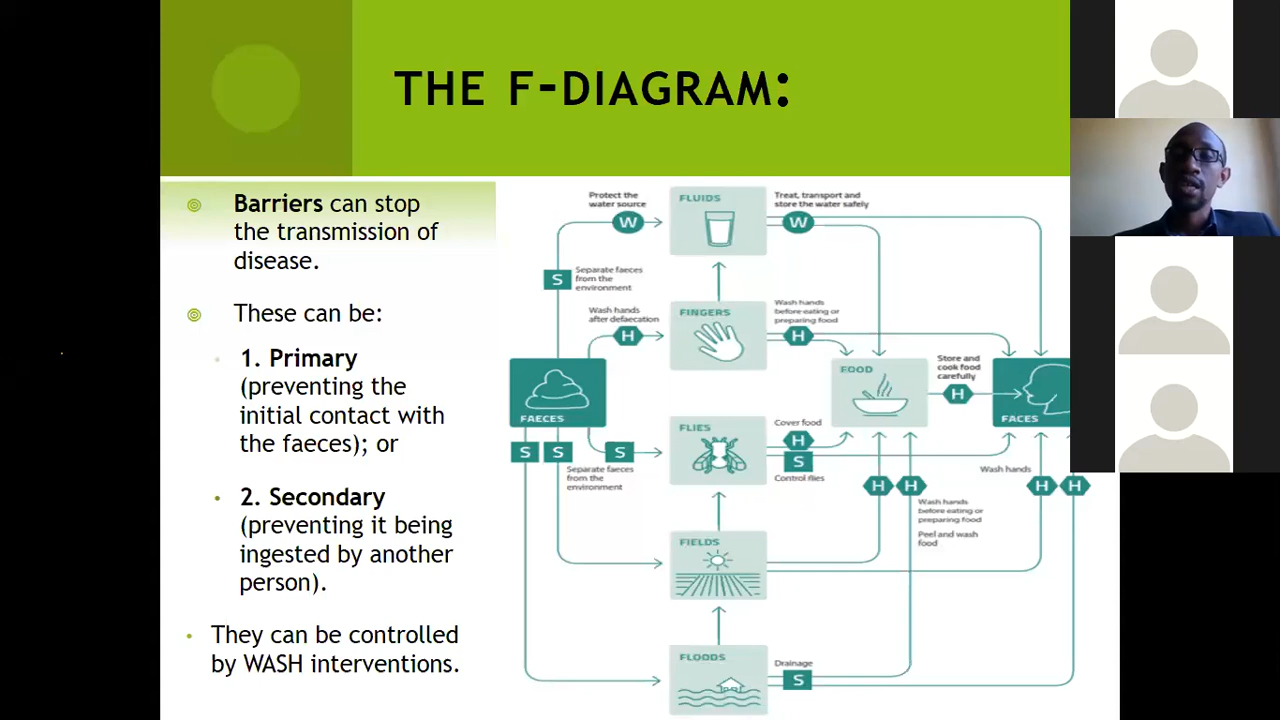 THE F-DIAGRAM:
Barriers can stop
the transmission of
disease.
These can be:
1. Primary
(preventing the
initial contact with
the faeces); or
2. Secondary
(preventing it being
ingested by another
person).
They can be controlled
by WASH interventions.
Protect the
water source
W
FLUIDS
Treat, transport and
store the water safely
W
S
Separate faeces
from the
environment
Wash hands
after defaecation
H
FINGERS
Wash hands
before eating or
preparing food
H
FAECES
FOOD
Store and
cook food
carefully
H
FACES
S
S
S
Separate faeces
from the
environment
FLIES
Cover food
H
S
Control flies
H
H
Wash hands
before eating or
preparing food
Peel and wash
food
Wash hands
H
H
FIELDS
FLOODS
Drainage
S